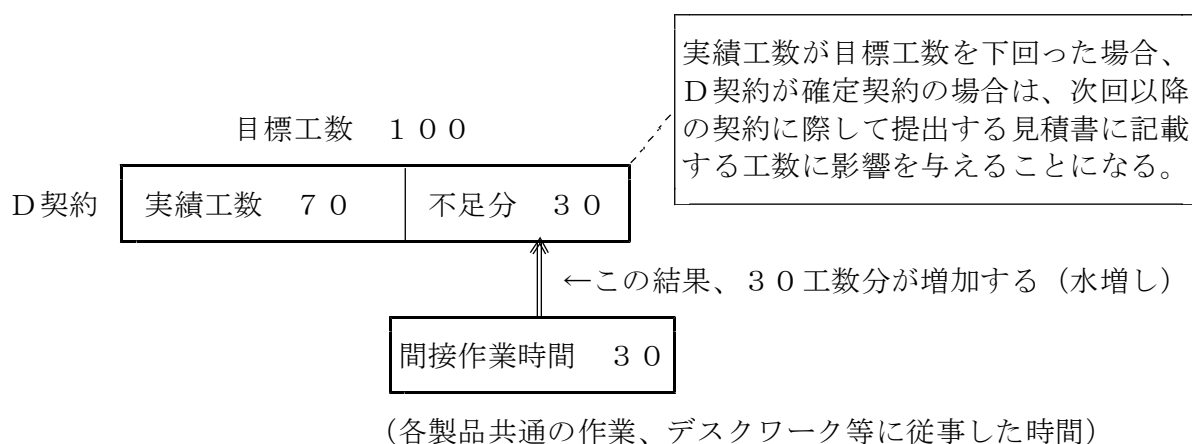 実績工数が目標工数を下回った場合、
Ｄ契約が確定契約の場合は、次回以降
の契約に際して提出する見積書に記載
する工数に影響を与えることになる。
目標工数　１００
Ｄ契約　実績工数　７０　不足分　３０
←この結果、３０工数分が増加する（水増し）
間接作業時間　３０
（各製品共通の作業、デスクワーク等に従事した時間）